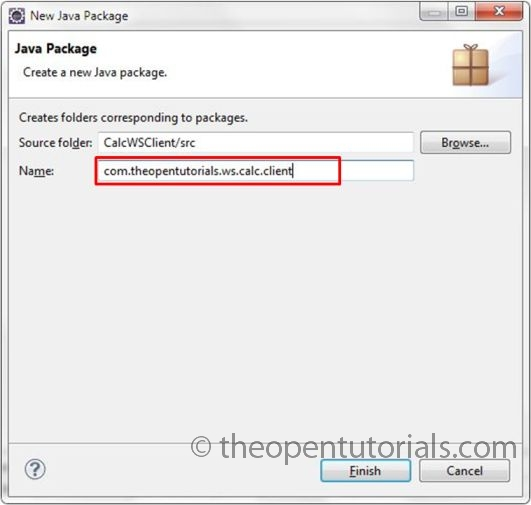 New Java Package
Java Package
Create a new Java package.
Creates folders corresponding to packages.
Source folder: CalcWSClient/src Browse...
Name: com.theopentutorials.ws.calc.client
© theopentutorials.com
? Finish Cancel